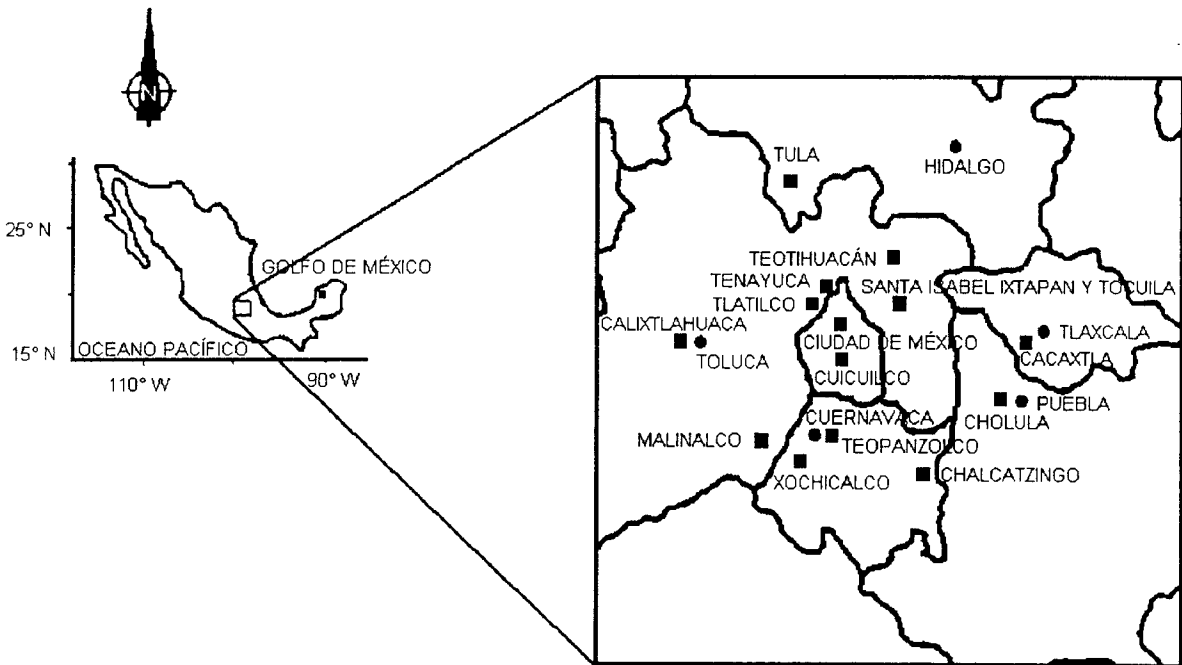 N
25° N
GOLFO DE MÉXICO
15° N
OCEANO PACÍFICO
110° W
90° W
TULA
HIDALGO
TEOTIHUACÁN
TENAYUCA
SANTA ISABEL IXTAPAN Y TOCUILA
TLATILCO
CALIXTLAHUACA
TOLUCA
CIUDAD DE MÉXICO
TLAXCALA
CACAXTLA
CUICUILCO
PUEBLA
CHOLULA
CUERNAVACA
MALINALCO
TEOPANZOLCO
XOCHICALCO
CHALCATZINGO